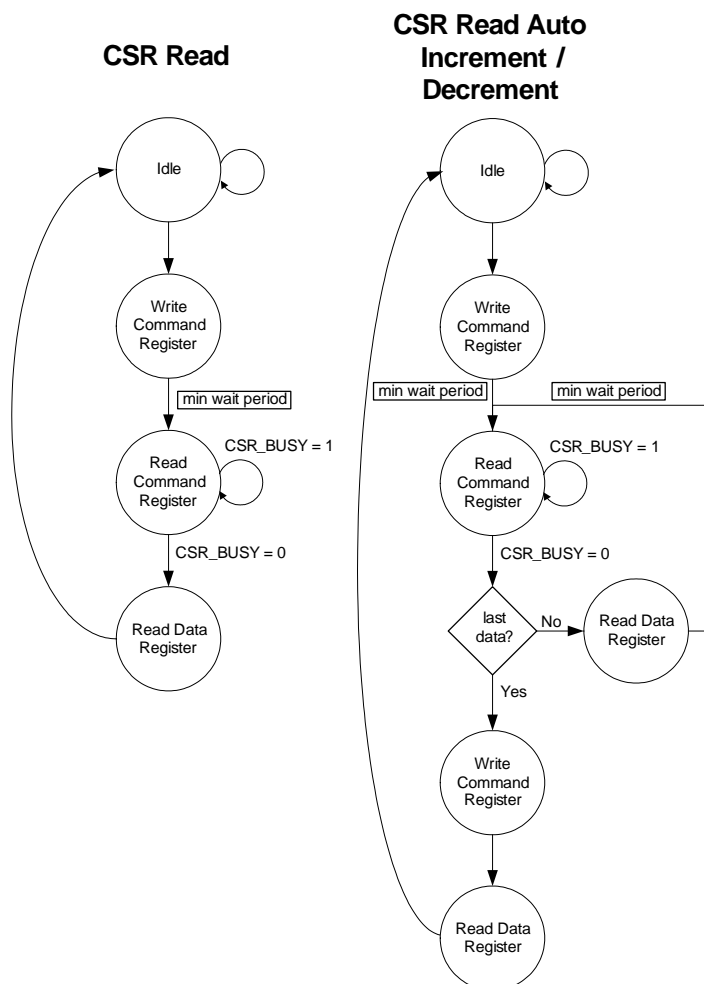 CSR Read
Idle
Write
Command
Register
min wait period
Read
Command
Register
CSR_BUSY = 1
CSR_BUSY = 0
Read Data
Register
CSR Read Auto
Increment /
Decrement
Idle
Write
Command
Register
min wait period
min wait period
Read
Command
Register
CSR_BUSY = 1
CSR_BUSY = 0
last
data?
No
Read Data
Register
Yes
Write
Command
Register
Read Data
Register